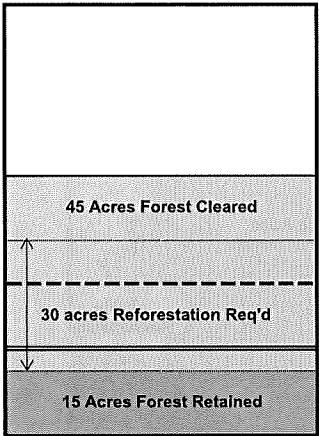 45 Acres Forest Cleared
30 acres Reforestation Req'd
15 Acres Forest Retained